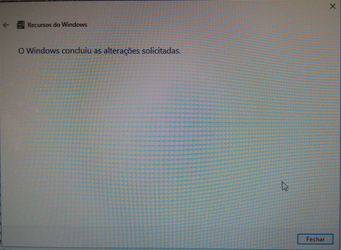 Recursos do Windows
O Windows concluiu as alterações solicitadas.
Fechar